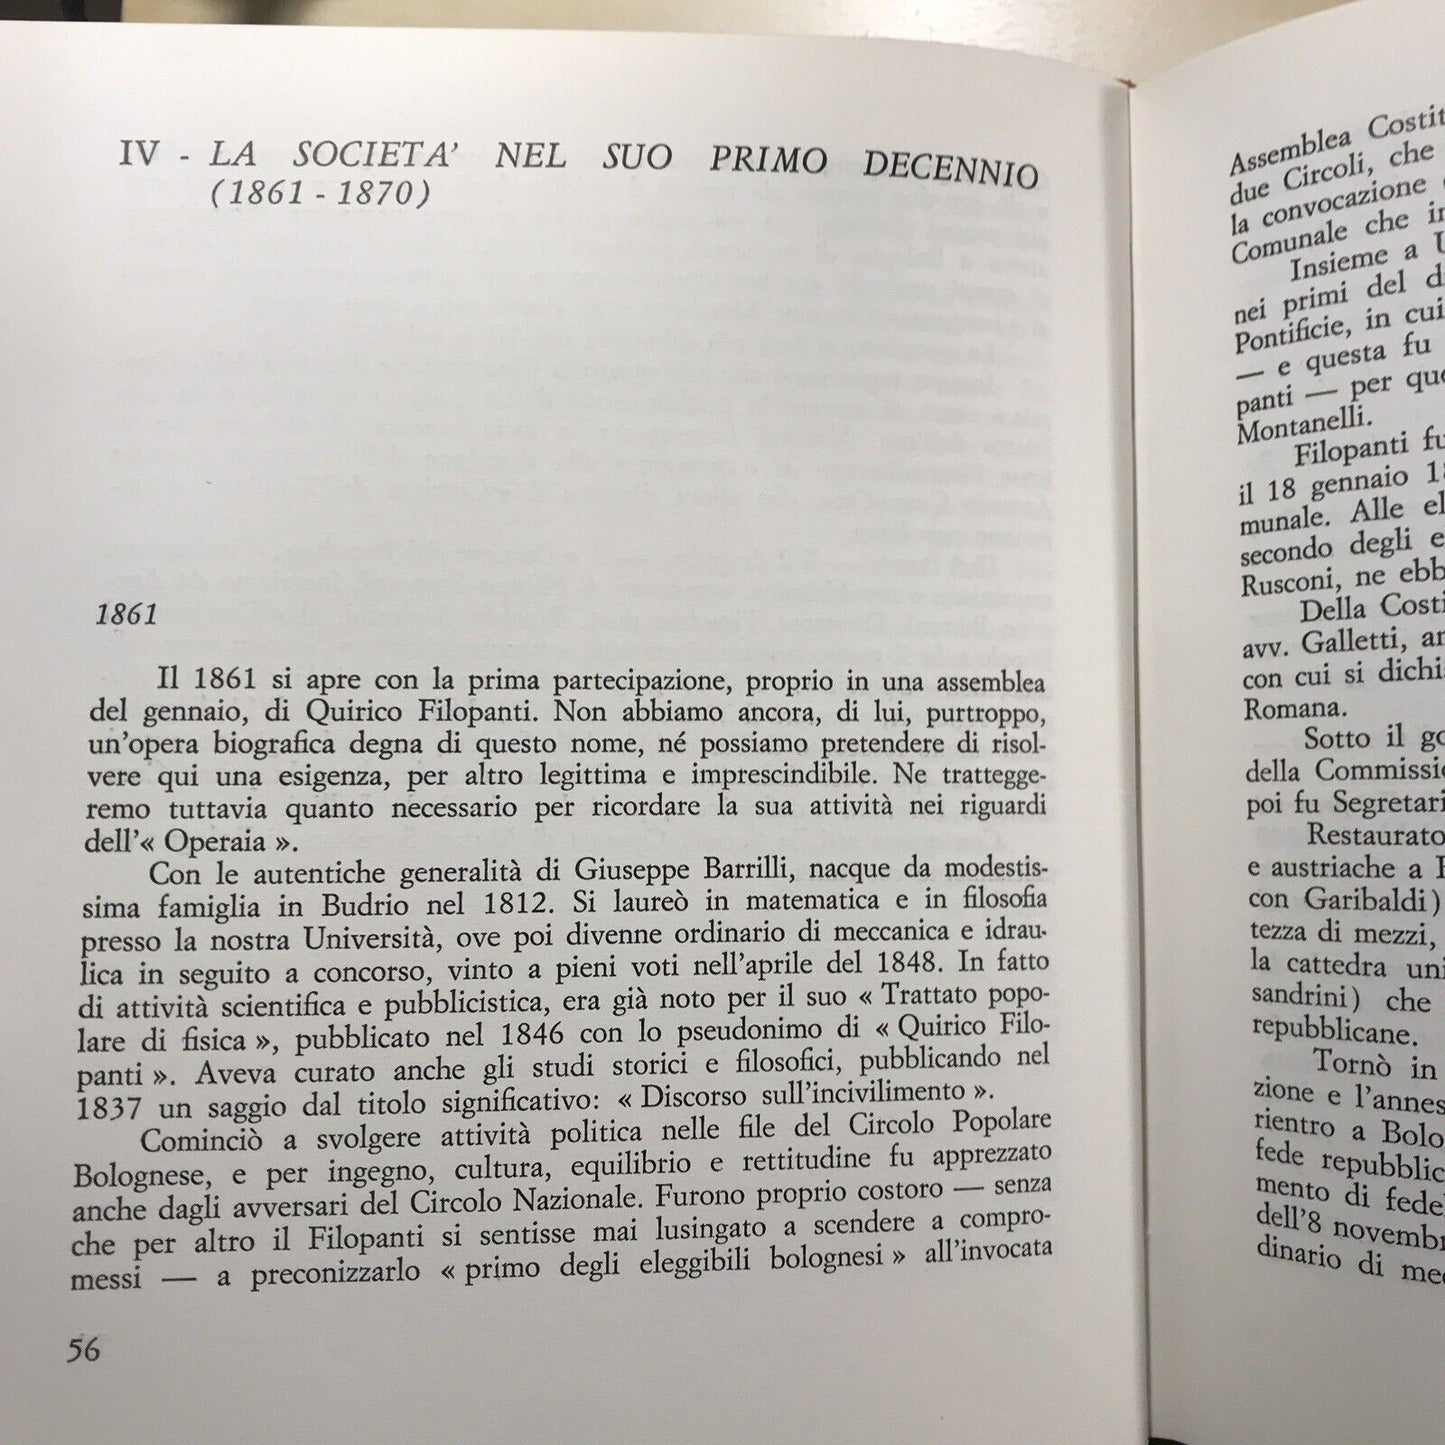 IV - LA SOCIETA' NEL SUO PRIMO DECENNIO
(1861 - 1870)
1861
Il 1861 si apre con la prima partecipazione, proprio in una assemblea
del gennaio, di Quirico Filopanti. Non abbiamo ancora, di lui, purtroppo,
un'opera biografica degna di questo nome, né possiamo pretendere di risol-
vere qui una esigenza, per altro legittima e imprescindibile. Ne trattegge-
remo tuttavia quanto necessario per ricordare la sua attività nei riguardi
dell'« Operaia ».
Con le autentiche generalità di Giuseppe Barrilli, nacque da modestis-
sima famiglia in Budrio nel 1812. Si laureò in matematica e in filosofia
presso la nostra Università, ove poi divenne ordinario di meccanica e idrau-
lica in seguito a concorso, vinto a pieni voti nell'aprile del 1848. In fatto
di attività scientifica e pubblicistica, era già noto per il suo « Trattato popo-
lare di fisica », pubblicato nel 1846 con lo pseudonimo di « Quirico Filo-
panti ». Aveva curato anche gli studi storici e filosofici, pubblicando nel
1837 un saggio dal titolo significativo: « Discorso sull'incivilimento ».
Cominciò a svolgere attività politica nelle file del Circolo Popolare
Bolognese, e per ingegno, cultura, equilibrio e rettitudine fu apprezzato
anche dagli avversari del Circolo Nazionale. Furono proprio costoro — senza
che per altro il Filopanti si sentisse mai lusingato a scendere a compro-
messi — a preconizzarlo « primo degli eleggibili bolognesi » all'invocata
56
Assemblea Costit
due Circoli, che
la convocazione
Comunale che in
Insieme a
nei primi del d
Pontificie, in cui
— e questa fu
panti — per que
Montanelli.
Filopanti fu
il 18 gennaio 18
munale. Alle el
secondo degli e
Rusconi, ne ebb
Della Costi
avv. Galletti, an
con cui si dichi
Romana.
Sotto il go
della Commissi
poi fu Segretari
Restaurato
e austriache a
con Garibaldi)
tezza di mezzi,
la cattedra uni
sandrini) che
repubblicane.
Tornò in
zione e l'annes
rientro a Bolo
fede repubblic
mento di fedel
dell'8 novembr
dinario di mec